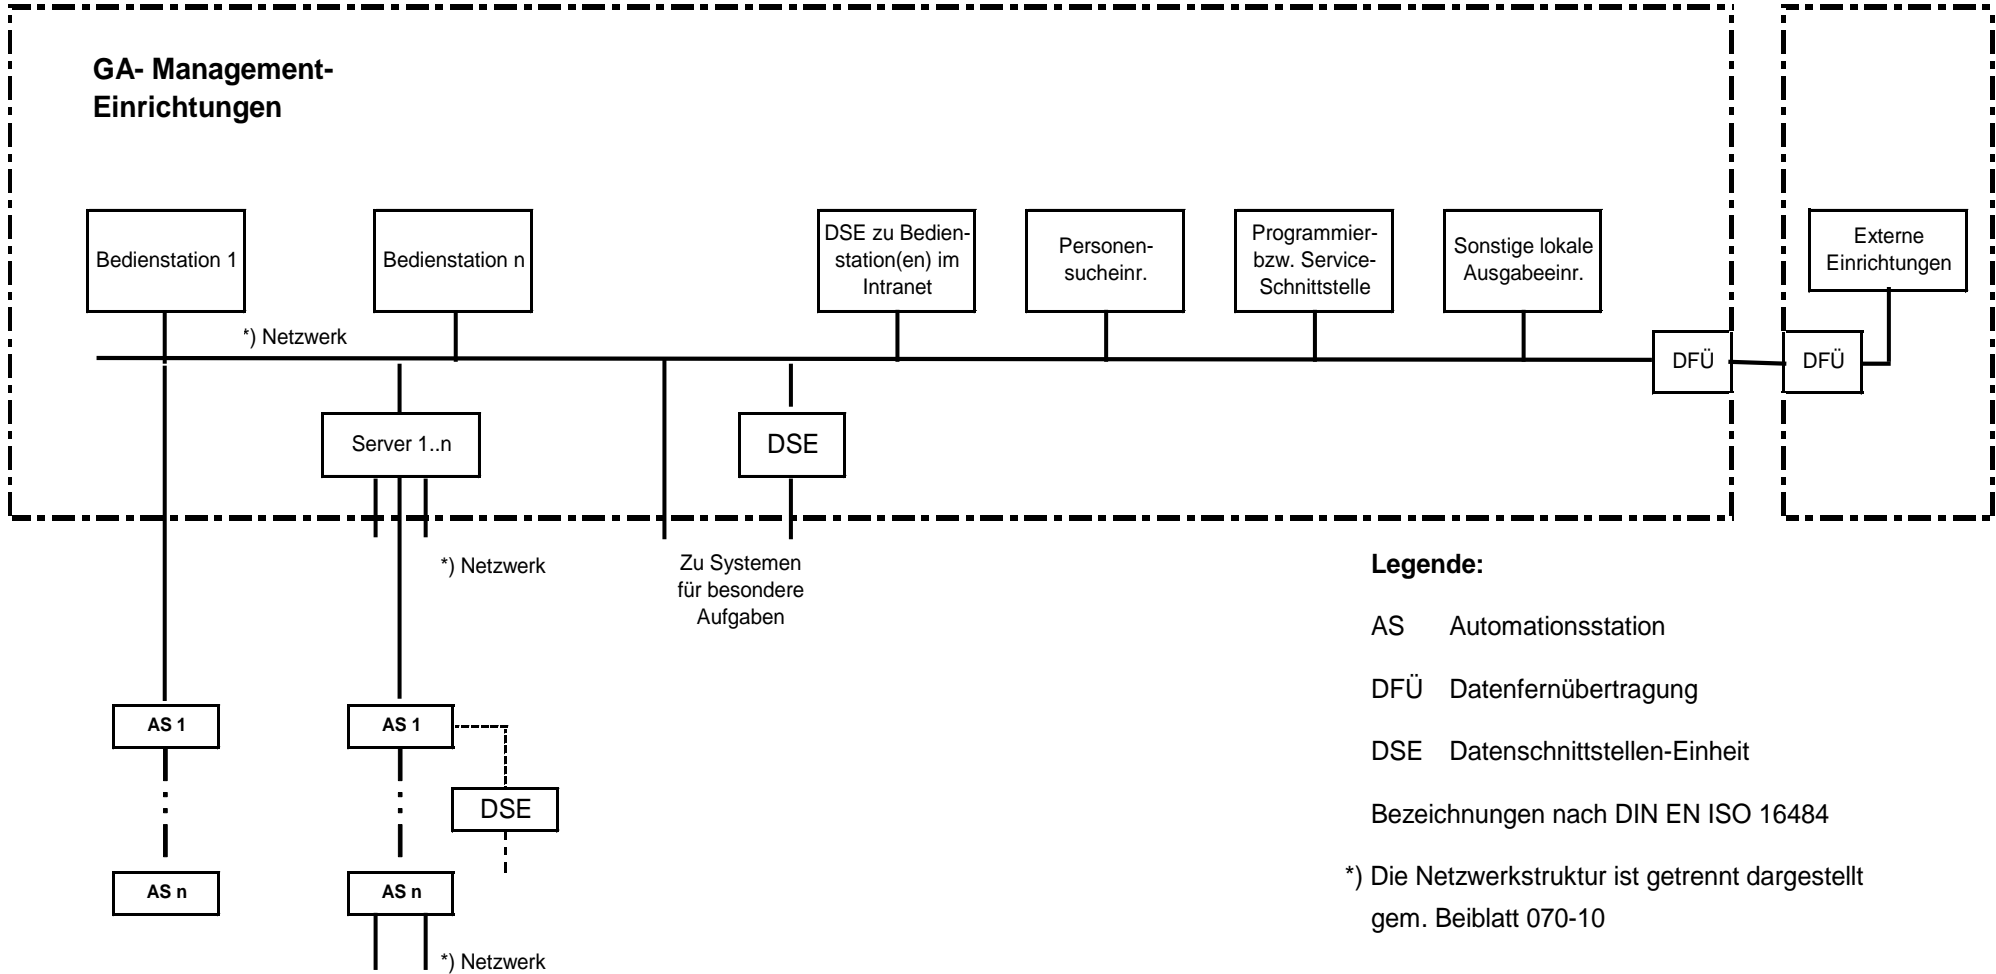 GA- Management-
Einrichtungen
Bedienstation 1
Bedienstation n
DSE zu Bedien-
station(en) im
Intranet
Personen-
sucheinr.
Programmier-
bzw. Service-
Schnittstelle
Sonstige lokale
Ausgabeeinr.
Externe
Einrichtungen
*) Netzwerk
DFÜ
DFÜ
Server 1..n
DSE
*) Netzwerk
Zu Systemen
für besondere
Aufgaben
AS 1
AS 1
DSE
AS n
AS n
*) Netzwerk
Legende:
AS Automationsstation
DFÜ Datenfernübertragung
DSE Datenschnittstellen-Einheit
Bezeichnungen nach DIN EN ISO 16484
*) Die Netzwerkstruktur ist getrennt dargestellt
gem. Beiblatt 070-10